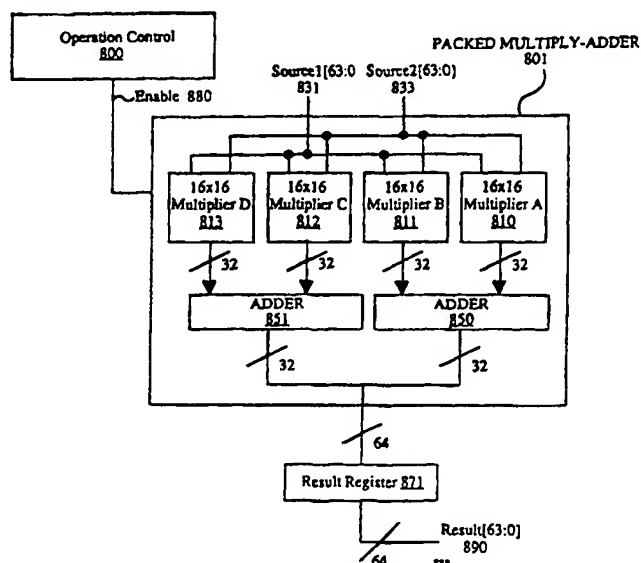 Operation Control
800
PACKED MULTIPLY-ADDER
801
Source1[63:0
831
Source2[63:0]
833
Enable 880
16x16
Multiplier D
813
16x16
Multiplier C
812
16x16
Multiplier B
811
16x16
Multiplier A
810
32
32
32
32
ADDER
851
ADDER
850
32
32
64
Result Register 871
Result[63:0]
890
64